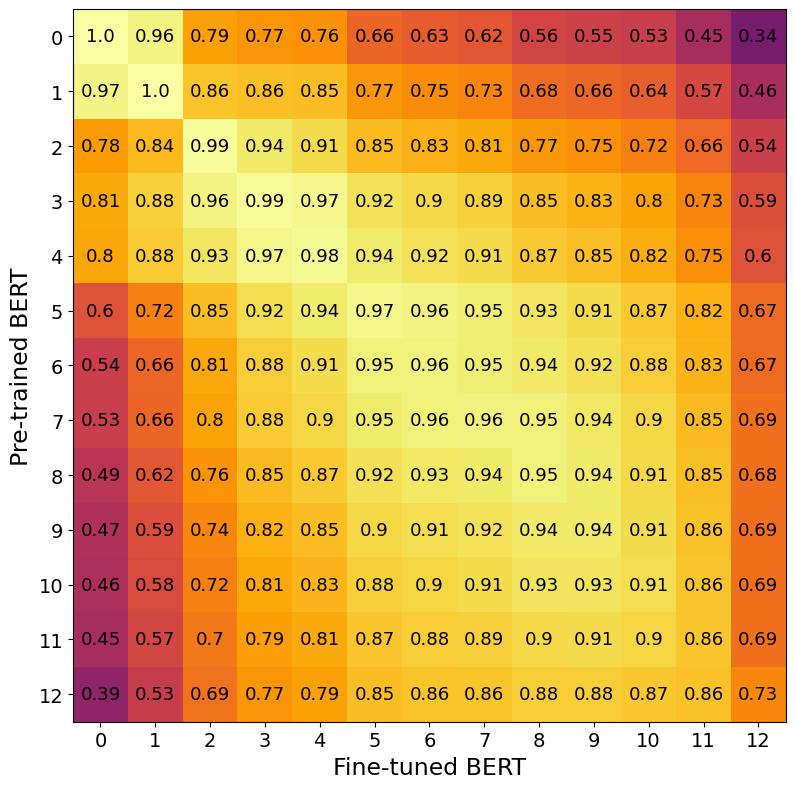 0 1.0 0.96 0.79 0.77 0.76 0.66 0.63 0.62 0.56 0.55 0.53 0.45 0.34
1 0.97 1.0 0.86 0.86 0.85 0.77 0.75 0.73 0.68 0.66 0.64 0.57 0.46
2 0.78 0.84 0.99 0.94 0.91 0.85 0.83 0.81 0.77 0.75 0.72 0.66 0.54
3 0.81 0.88 0.96 0.99 0.97 0.92 0.9 0.89 0.85 0.83 0.8 0.73 0.59
4 0.8 0.88 0.93 0.97 0.98 0.94 0.92 0.91 0.87 0.85 0.82 0.75 0.6
5 0.6 0.72 0.85 0.92 0.94 0.97 0.96 0.95 0.93 0.91 0.87 0.82 0.67
6 0.54 0.66 0.81 0.88 0.91 0.95 0.96 0.95 0.94 0.92 0.88 0.83 0.67
7 0.53 0.66 0.8 0.88 0.9 0.95 0.96 0.96 0.95 0.94 0.9 0.85 0.69
8 0.49 0.62 0.76 0.85 0.87 0.92 0.93 0.94 0.95 0.94 0.91 0.85 0.68
9 0.47 0.59 0.74 0.82 0.85 0.9 0.91 0.92 0.94 0.94 0.91 0.86 0.69
10 0.46 0.58 0.72 0.81 0.83 0.88 0.9 0.91 0.93 0.93 0.91 0.86 0.69
11 0.45 0.57 0.7 0.79 0.81 0.87 0.88 0.89 0.9 0.91 0.9 0.86 0.69
12 0.39 0.53 0.69 0.77 0.79 0.85 0.86 0.86 0.88 0.88 0.87 0.86 0.73
0 1 2 3 4 5 6 7 8 9 10 11 12
Fine-tuned BERT
Pre-trained BERT